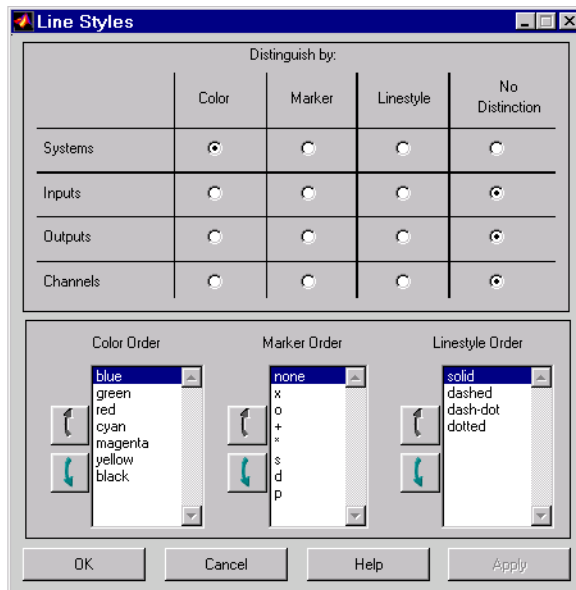 Line Styles
Distinguish by:
Color Marker Linestyle No Distinction
Systems
Inputs
Outputs
Channels
Color Order Marker Order Linestyle Order
blue
green
red
cyan
magenta
yellow
black
none
x
o
+
*
s
d
p
solid
dashed
dash-dot
dotted
OK Cancel Help Apply